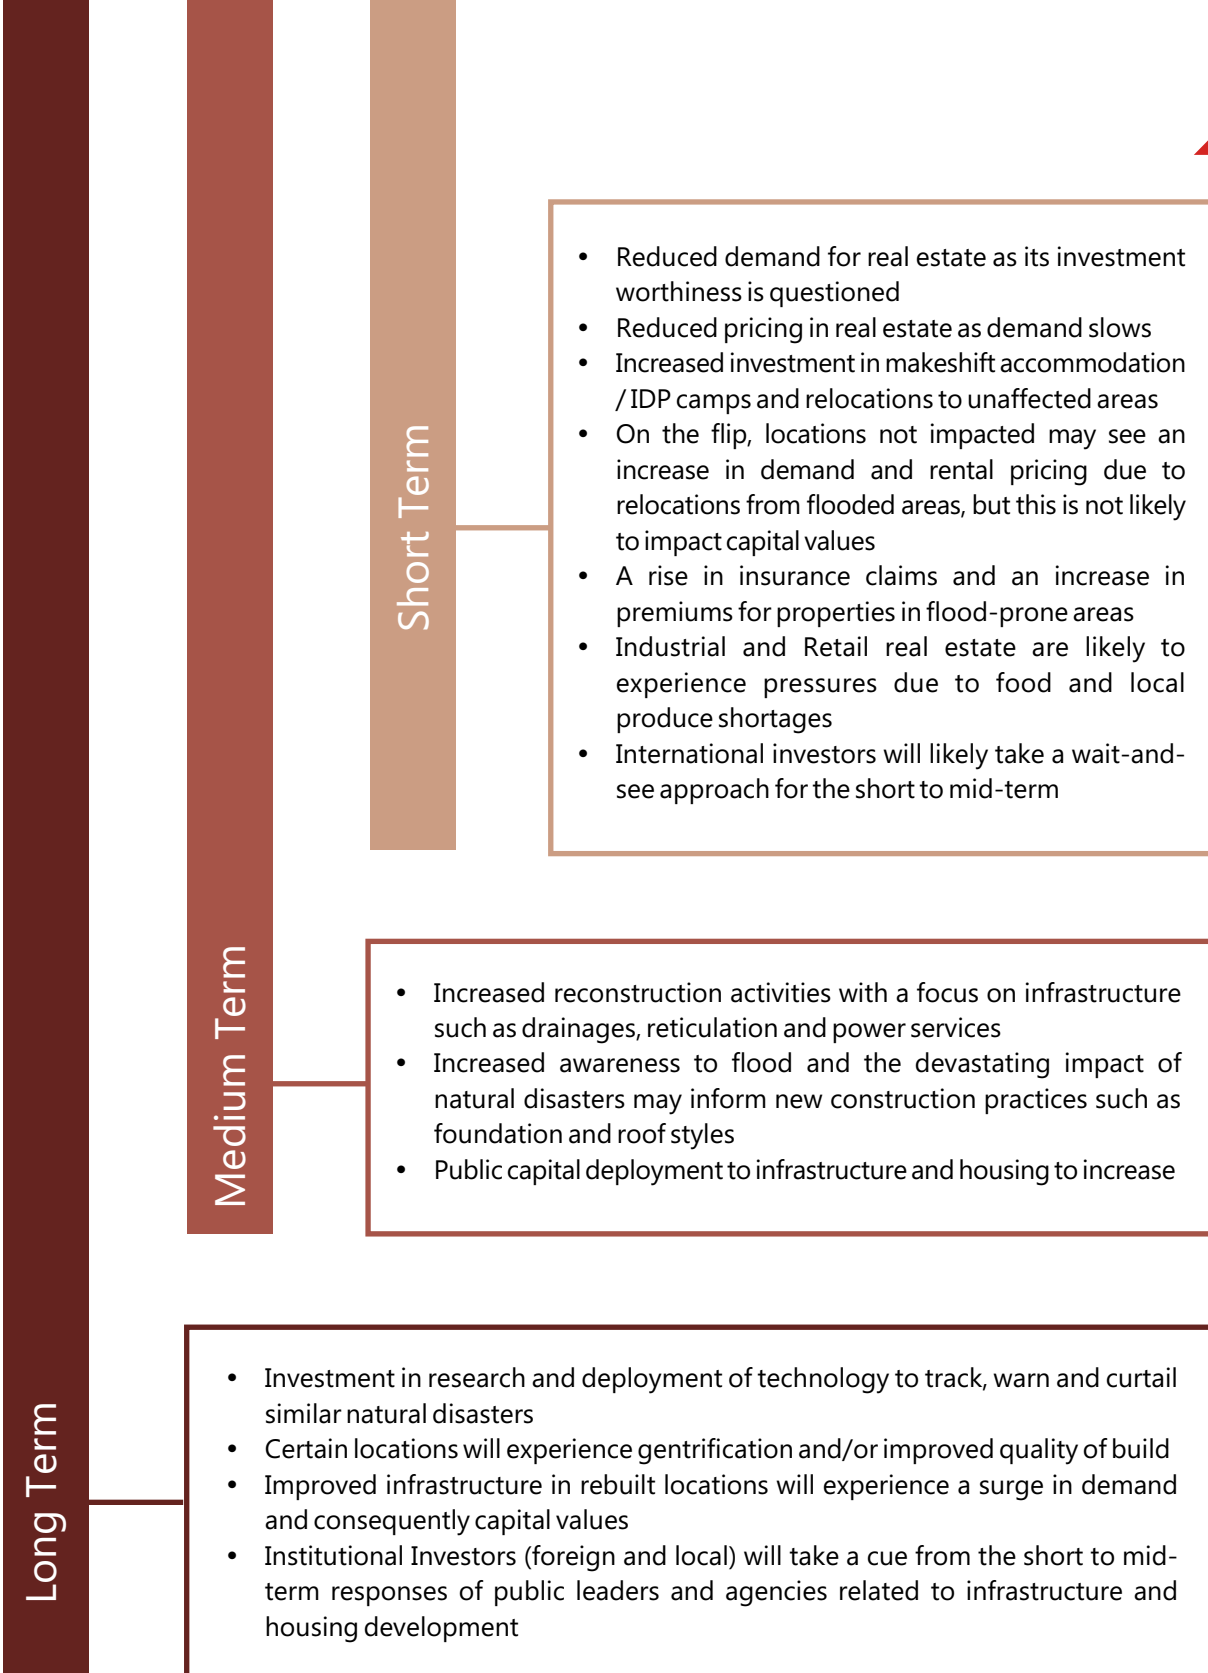 Short Term
• Reduced demand for real estate as its investment
worthiness is questioned
• Reduced pricing in real estate as demand slows
• Increased investment in makeshift accommodation
/ IDP camps and relocations to unaffected areas
• On the flip, locations not impacted may see an
increase in demand and rental pricing due to
relocations from flooded areas, but this is not likely
to impact capital values
• A rise in insurance claims and an increase in
premiums for properties in flood-prone areas
• Industrial and Retail real estate are likely to
experience pressures due to food and local
produce shortages
• International investors will likely take a wait-and-
see approach for the short to mid-term
Medium Term
• Increased reconstruction activities with a focus on infrastructure
such as drainages, reticulation and power services
• Increased awareness to flood and the devastating impact of
natural disasters may inform new construction practices such as
foundation and roof styles
• Public capital deployment to infrastructure and housing to increase
Long Term
• Investment in research and deployment of technology to track, warn and curtail
similar natural disasters
• Certain locations will experience gentrification and/or improved quality of build
• Improved infrastructure in rebuilt locations will experience a surge in demand
and consequently capital values
• Institutional Investors (foreign and local) will take a cue from the short to mid-
term responses of public leaders and agencies related to infrastructure and
housing development